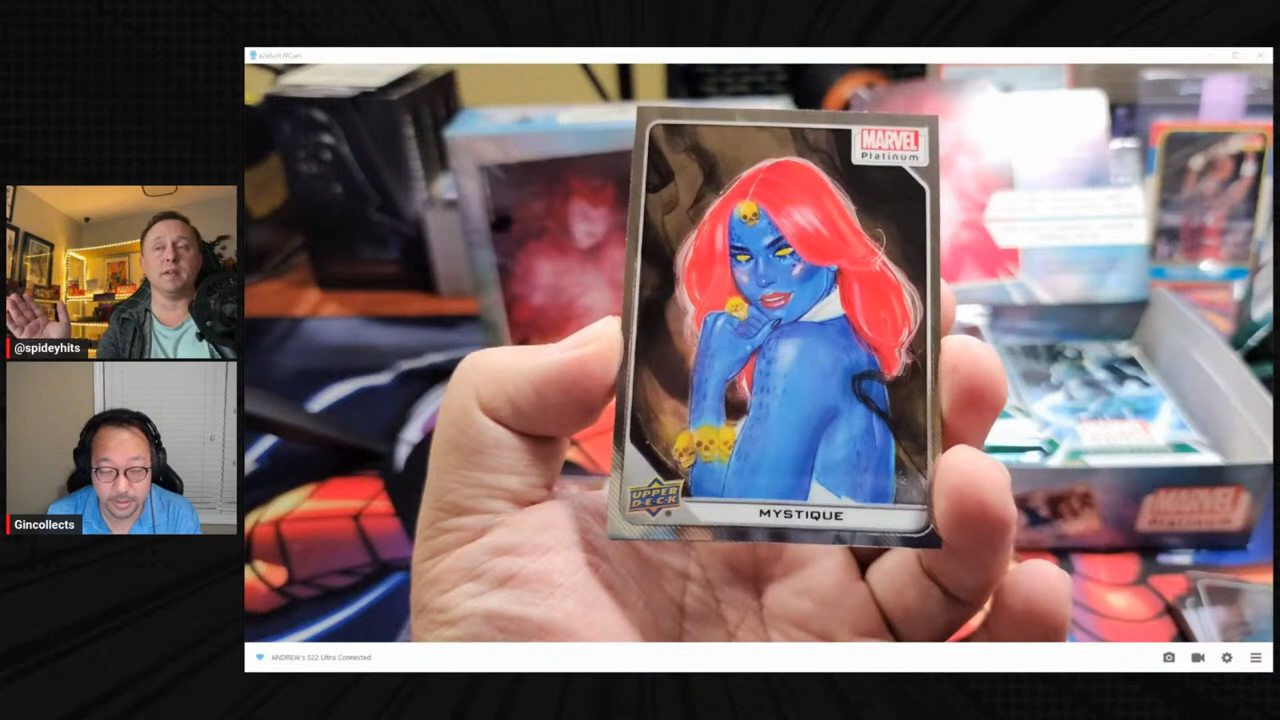 @spideyhits
Gincollects
MARVEL
Platinum
UPPER
DECK
MYSTIQUE
MARVEL
ANDREW's S22 Ultra Connected